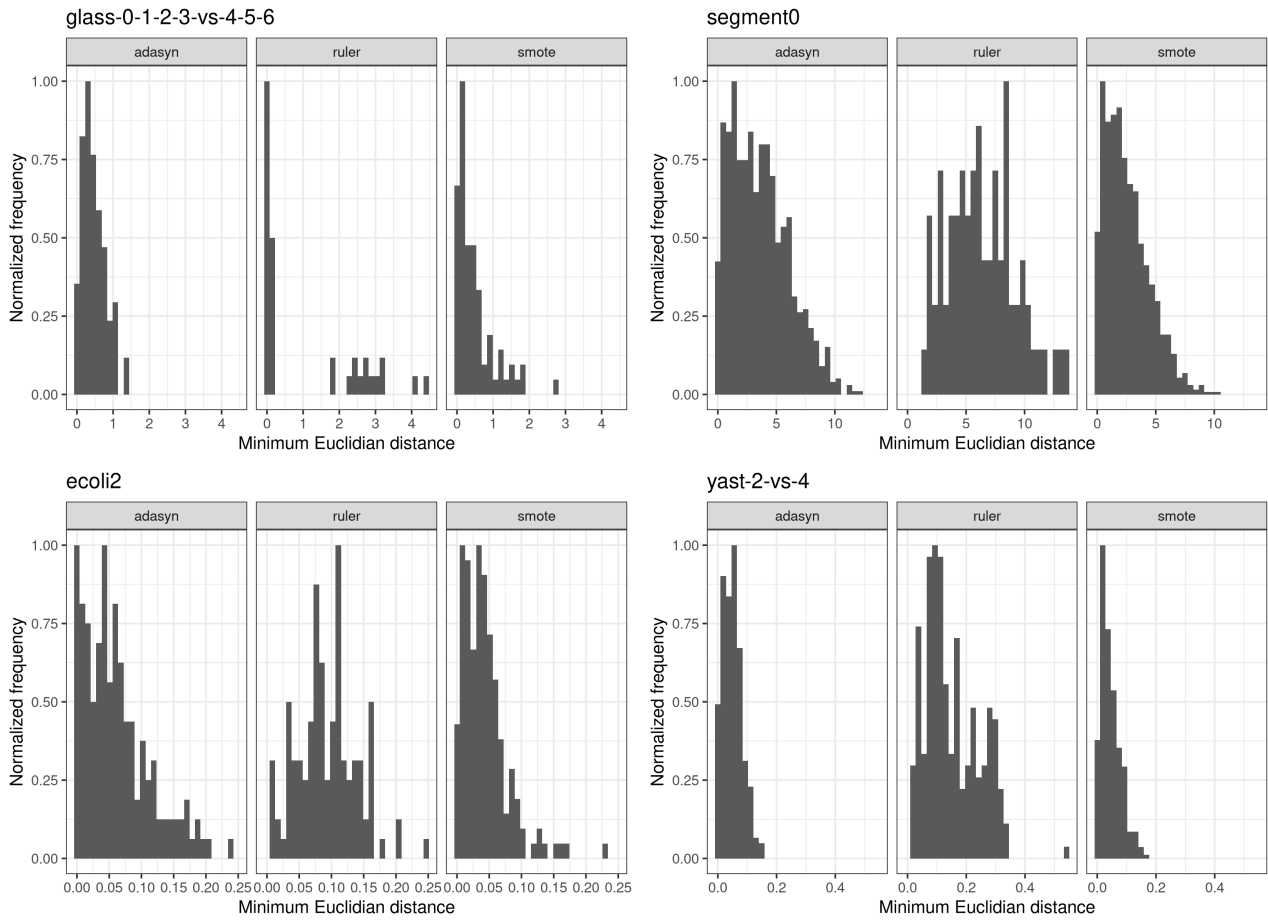 glass-0-1-2-3-vs-4-5-6
adasyn ruler smote
1.00
0.75
0.50
0.25
0.00
Normalized frequency
0 1 2 3 4 0 1 2 3 4 0 1 2 3 4
Minimum Euclidian distance
segment0
adasyn ruler smote
1.00
0.75
0.50
0.25
0.00
Normalized frequency
0 5 10 0 5 10 0 5 10
Minimum Euclidian distance
ecoli2
adasyn ruler smote
1.00
0.75
0.50
0.25
0.00
Normalized frequency
0.00 0.05 0.10 0.15 0.20 0.25 0.00 0.05 0.10 0.15 0.20 0.25 0.00 0.05 0.10 0.15 0.20 0.25
Minimum Euclidian distance
yast-2-vs-4
adasyn ruler smote
1.00
0.75
0.50
0.25
0.00
Normalized frequency
0.0 0.2 0.4 0.0 0.2 0.4 0.0 0.2 0.4
Minimum Euclidian distance